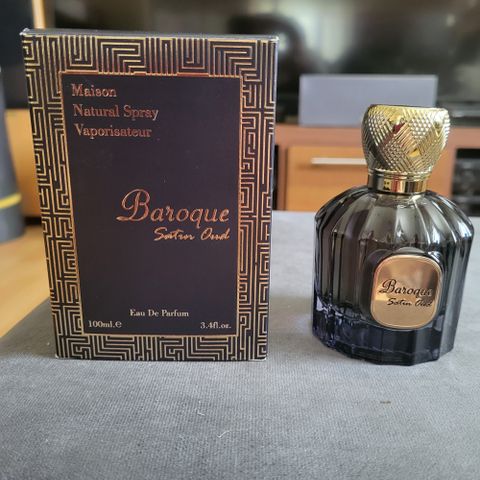 Maison
Natural Spray
Vaporisateur
Baroque
Satin Oud
Eau De Parfum
100ml.e 3.4fl.oz.
Baroque
Satin Oud